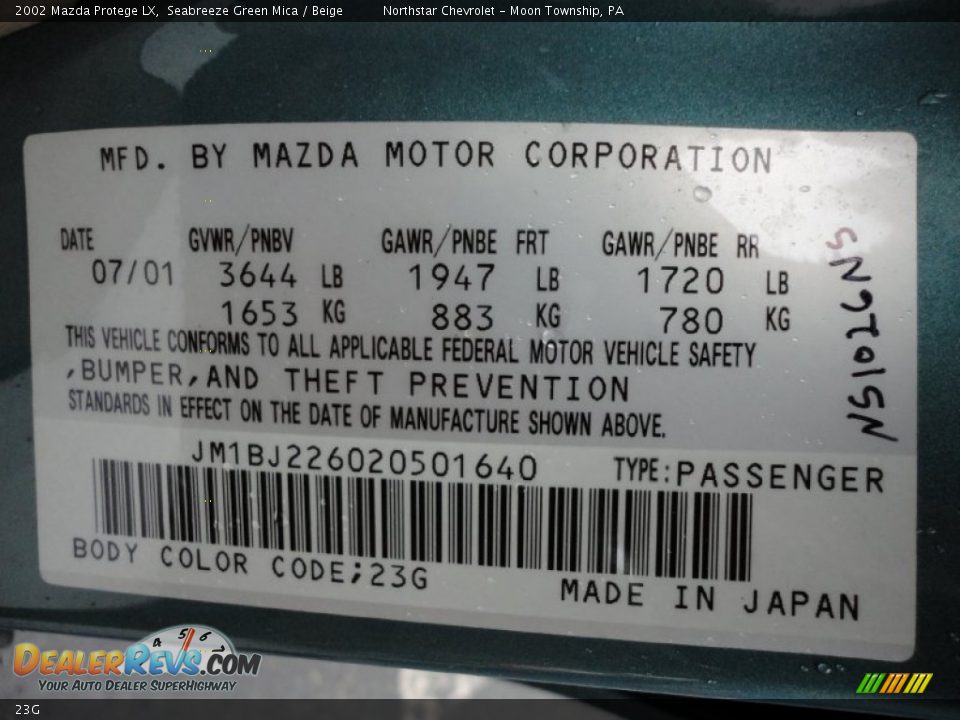 2002 Mazda Protege LX,  Seabreeze Green Mica / Beige          Northstar Chevrolet - Moon Township, PA
MFD. BY MAZDA MOTOR CORPORATION
DATE GVWR/PNBV GAWR/PNBE FRT GAWR/PNBE RR
07/01 3644 LB 1947 LB 1720 LB
1653 KG 883 KG 780 KG
THIS VEHICLE CONFORMS TO ALL APPLICABLE FEDERAL MOTOR VEHICLE SAFETY
,BUMPER,AND THEFT PREVENTION
STANDARDS IN EFFECT ON THE DATE OF MANUFACTURE SHOWN ABOVE.
JM1BJ226020501640 TYPE:PASSENGER
BODY COLOR CODE;23G
MADE IN JAPAN
4 5 6
DEALERREVS.COM
YOUR AUTO DEALER SUPERHIGHWAY
23G